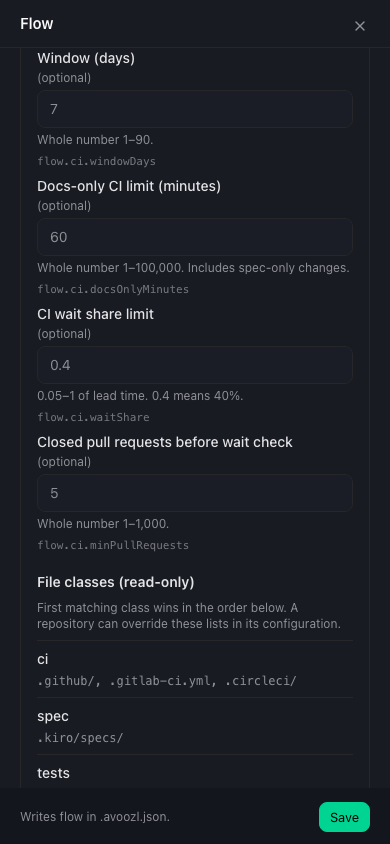 Flow
Window (days)
(optional)
7
Whole number 1–90.
flow.ci.windowDays
Docs-only CI limit (minutes)
(optional)
60
Whole number 1–100,000. Includes spec-only changes.
flow.ci.docsOnlyMinutes
CI wait share limit
(optional)
0.4
0.05–1 of lead time. 0.4 means 40%.
flow.ci.waitShare
Closed pull requests before wait check
(optional)
5
Whole number 1–1,000.
flow.ci.minPullRequests
File classes (read-only)
First matching class wins in the order below. A
repository can override these lists in its configuration.
ci
.github/, .gitlab-ci.yml, .circleci/
spec
.kiro/specs/
tests
Writes flow in .avoozl.json.
Save